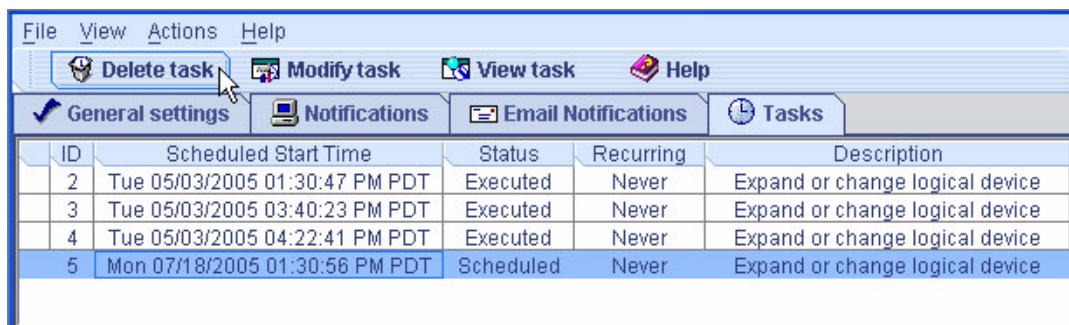 File View Actions Help
Delete task Modify task View task Help
General settings Notifications Email Notifications Tasks
ID Scheduled Start Time Status Recurring Description
2 Tue 05/03/2005 01:30:47 PM PDT Executed Never Expand or change logical device
3 Tue 05/03/2005 03:40:23 PM PDT Executed Never Expand or change logical device
4 Tue 05/03/2005 04:22:41 PM PDT Executed Never Expand or change logical device
5 Mon 07/18/2005 01:30:56 PM PDT Scheduled Never Expand or change logical device